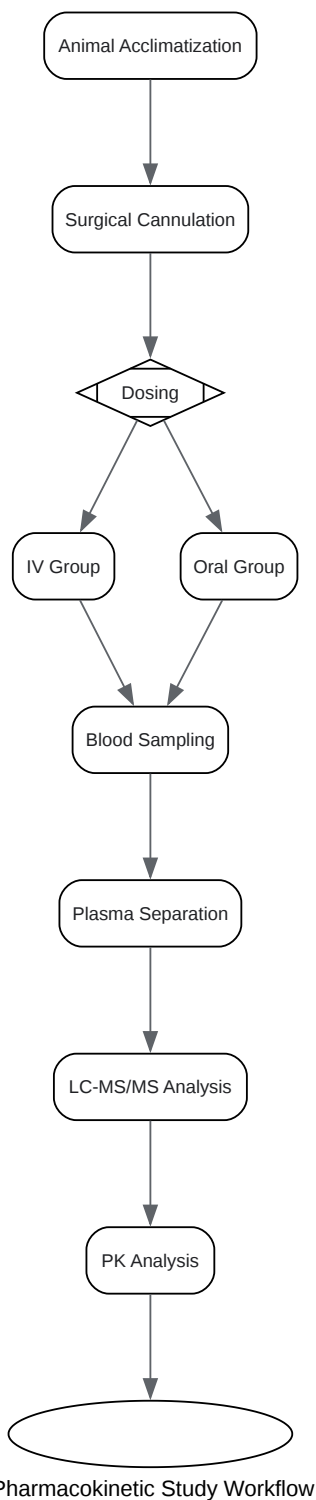 Animal Acclimatization
Surgical Cannulation
Dosing
IV Group
Oral Group
Blood Sampling
Plasma Separation
LC-MS/MS Analysis
PK Analysis
Pharmacokinetic Study Workflow